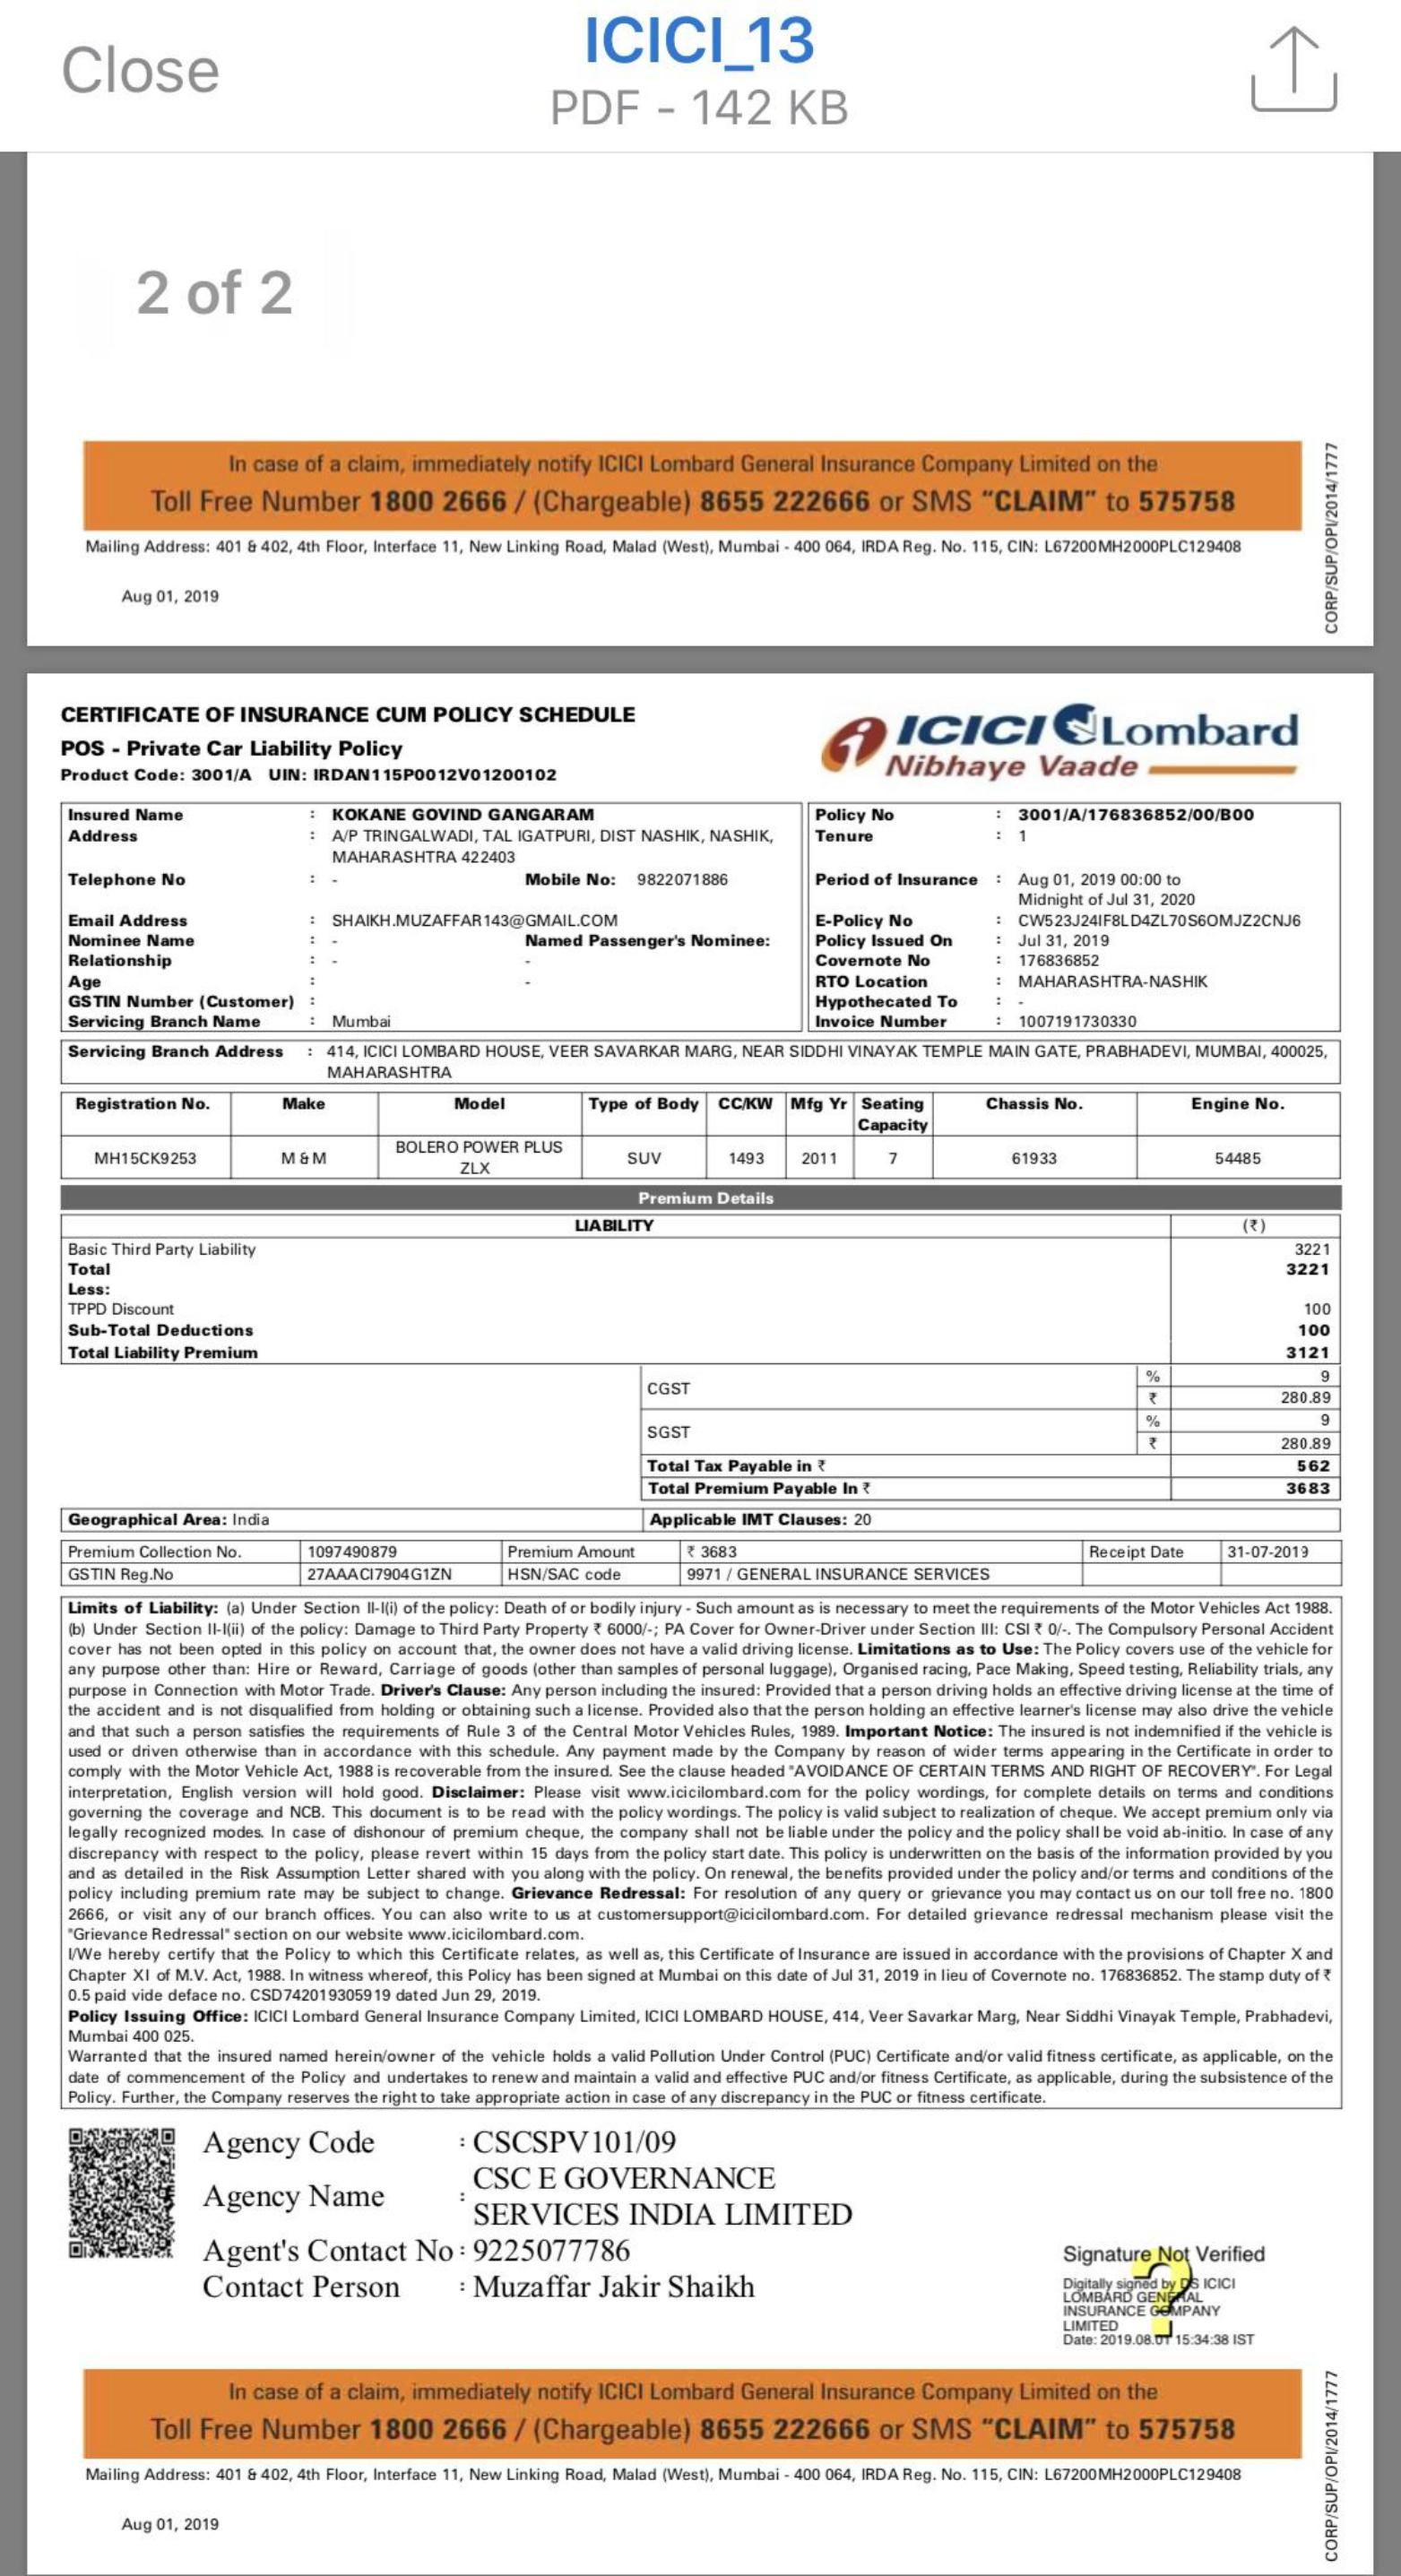 Close
ICICI_13
PDF - 142 KB
2 of 2
In case of a claim, immediately notify ICICI Lombard General Insurance Company Limited on the
Toll Free Number 1800 2666 / (Chargeable) 8655 222666 or SMS “CLAIM” to 575758
Mailing Address: 401 & 402, 4th Floor, Interface 11, New Linking Road, Malad (West), Mumbai - 400 064, IRDA Reg. No. 115, CIN: L67200MH2000PLC129408
Aug 01, 2019
CORP/SUP/OPI/2014/1777
CERTIFICATE OF INSURANCE CUM POLICY SCHEDULE
POS - Private Car Liability Policy
Product Code: 3001/A UIN: IRDAN115P0012V01200102
ICICI Lombard
Nibhaye Vaade
Insured Name : KOKANE GOVIND GANGARAM
Address : A/P TRINGALWADI, TAL IGATPURI, DIST NASHIK, NASHIK,
MAHARASHTRA 422403
Telephone No : - Mobile No: 9822071886
Email Address : SHAIKH.MUZAFFAR143@GMAIL.COM
Nominee Name : - Named Passenger's Nominee:
Relationship : - -
Age : -
GSTIN Number (Customer) :
Servicing Branch Name : Mumbai
Policy No : 3001/A/176836852/00/B00
Tenure : 1
Period of Insurance : Aug 01, 2019 00:00 to
Midnight of Jul 31, 2020
E-Policy No : CW523J24IF8LD4ZL70S6OMJZ2CNJ6
Policy Issued On : Jul 31, 2019
Covernote No : 176836852
RTO Location : MAHARASHTRA-NASHIK
Hypothecated To : -
Invoice Number : 1007191730330
Servicing Branch Address : 414, ICICI LOMBARD HOUSE, VEER SAVARKAR MARG, NEAR SIDDHI VINAYAK TEMPLE MAIN GATE, PRABHADEVI, MUMBAI, 400025,
MAHARASHTRA
Registration No. Make Model Type of Body CC/KW Mfg Yr Seating Capacity Chassis No. Engine No.
MH15CK9253 M & M BOLERO POWER PLUS ZLX SUV 1493 2011 7 61933 54485
Premium Details
LIABILITY (₹)
Basic Third Party Liability 3221
Total 3221
Less:
TPPD Discount 100
Sub-Total Deductions 100
Total Liability Premium 3121
CGST % 9
₹ 280.89
SGST % 9
₹ 280.89
Total Tax Payable in ₹ 562
Total Premium Payable In ₹ 3683
Geographical Area: India Applicable IMT Clauses: 20
Premium Collection No. 1097490879 Premium Amount ₹ 3683 Receipt Date 31-07-2019
GSTIN Reg.No 27AAACI7904G1ZN HSN/SAC code 9971 / GENERAL INSURANCE SERVICES
Limits of Liability: (a) Under Section II-I(i) of the policy: Death of or bodily injury - Such amount as is necessary to meet the requirements of the Motor Vehicles Act 1988.
(b) Under Section II-I(ii) of the policy: Damage to Third Party Property ₹ 6000/-; PA Cover for Owner-Driver under Section III: CSI ₹ 0/-. The Compulsory Personal Accident
cover has not been opted in this policy on account that, the owner does not have a valid driving license. Limitations as to Use: The Policy covers use of the vehicle for
any purpose other than: Hire or Reward, Carriage of goods (other than samples of personal luggage), Organised racing, Pace Making, Speed testing, Reliability trials, any
purpose in Connection with Motor Trade. Driver's Clause: Any person including the insured: Provided that a person driving holds an effective driving license at the time of
the accident and is not disqualified from holding or obtaining such a license. Provided also that the person holding an effective learner's license may also drive the vehicle
and that such a person satisfies the requirements of Rule 3 of the Central Motor Vehicles Rules, 1989. Important Notice: The insured is not indemnified if the vehicle is
used or driven otherwise than in accordance with this schedule. Any payment made by the Company by reason of wider terms appearing in the Certificate in order to
comply with the Motor Vehicle Act, 1988 is recoverable from the insured. See the clause headed "AVOIDANCE OF CERTAIN TERMS AND RIGHT OF RECOVERY". For Legal
interpretation, English version will hold good. Disclaimer: Please visit www.icicilombard.com for the policy wordings, for complete details on terms and conditions
governing the coverage and NCB. This document is to be read with the policy wordings. The policy is valid subject to realization of cheque. We accept premium only via
legally recognized modes. In case of dishonour of premium cheque, the company shall not be liable under the policy and the policy shall be void ab-initio. In case of any
discrepancy with respect to the policy, please revert within 15 days from the policy start date. This policy is underwritten on the basis of the information provided by you
and as detailed in the Risk Assumption Letter shared with you along with the policy. On renewal, the benefits provided under the policy and/or terms and conditions of the
policy including premium rate may be subject to change. Grievance Redressal: For resolution of any query or grievance you may contact us on our toll free no. 1800
2666, or visit any of our branch offices. You can also write to us at customersupport@icicilombard.com. For detailed grievance redressal mechanism please visit the
"Grievance Redressal" section on our website www.icicilombard.com.
I/We hereby certify that the Policy to which this Certificate relates, as well as, this Certificate of Insurance are issued in accordance with the provisions of Chapter X and
Chapter XI of M.V. Act, 1988. In witness whereof, this Policy has been signed at Mumbai on this date of Jul 31, 2019 in lieu of Covernote no. 176836852. The stamp duty of ₹
0.5 paid vide deface no. CSD742019305919 dated Jun 29, 2019.
Policy Issuing Office: ICICI Lombard General Insurance Company Limited, ICICI LOMBARD HOUSE, 414, Veer Savarkar Marg, Near Siddhi Vinayak Temple, Prabhadevi,
Mumbai 400 025.
Warranted that the insured named herein/owner of the vehicle holds a valid Pollution Under Control (PUC) Certificate and/or valid fitness certificate, as applicable, on the
date of commencement of the Policy and undertakes to renew and maintain a valid and effective PUC and/or fitness Certificate, as applicable, during the subsistence of the
Policy. Further, the Company reserves the right to take appropriate action in case of any discrepancy in the PUC or fitness certificate.
Agency Code : CSCSPV101/09
Agency Name : CSC E GOVERNANCE
SERVICES INDIA LIMITED
Agent's Contact No : 9225077786
Contact Person : Muzaffar Jakir Shaikh
Signature Not Verified
Digitally signed by DS ICICI
LOMBARD GENERAL
INSURANCE COMPANY
LIMITED
Date: 2019.08.01 15:34:38 IST
In case of a claim, immediately notify ICICI Lombard General Insurance Company Limited on the
Toll Free Number 1800 2666 / (Chargeable) 8655 222666 or SMS “CLAIM” to 575758
Mailing Address: 401 & 402, 4th Floor, Interface 11, New Linking Road, Malad (West), Mumbai - 400 064, IRDA Reg. No. 115, CIN: L67200MH2000PLC129408
Aug 01, 2019
CORP/SUP/OPI/2014/1777